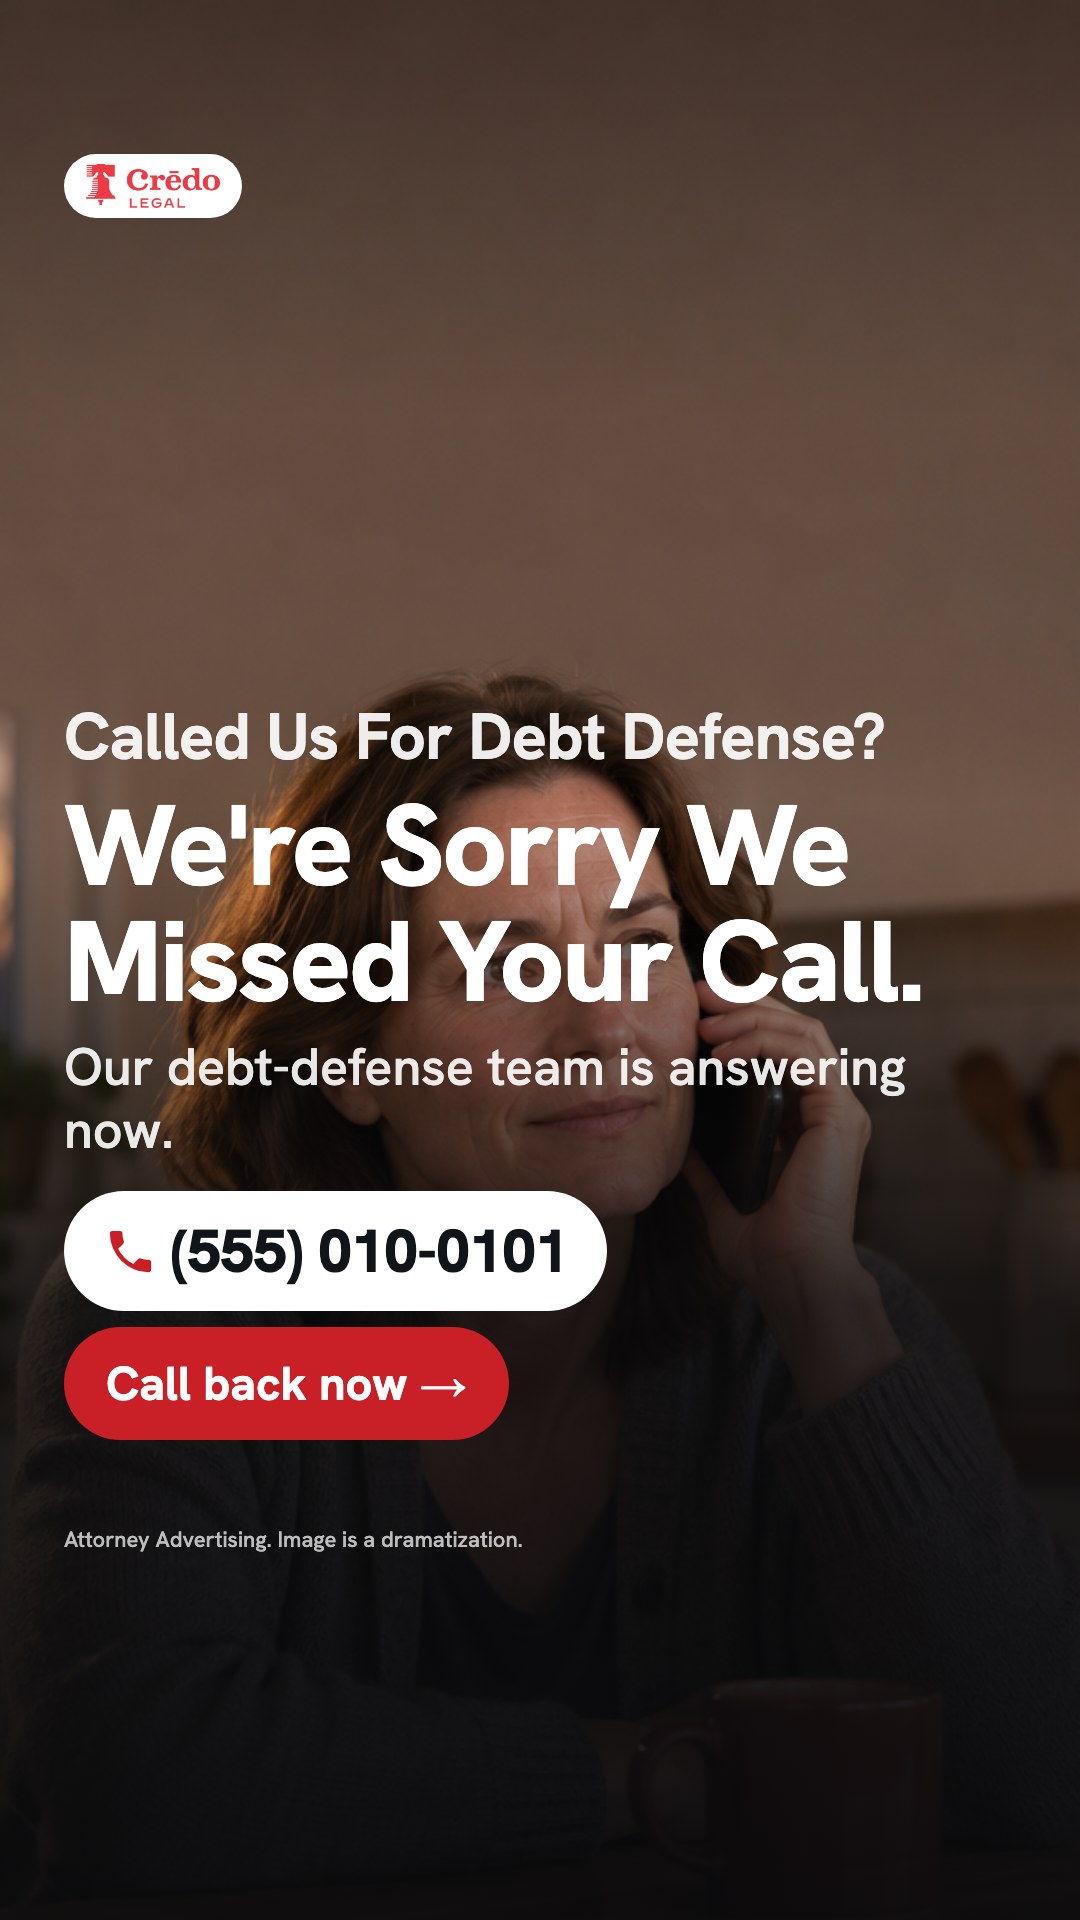 Crēdo
LEGAL
Called Us For Debt Defense?
We're Sorry We
Missed Your Call.
Our debt-defense team is answering
now.
(555) 010-0101
Call back now →
Attorney Advertising. Image is a dramatization.